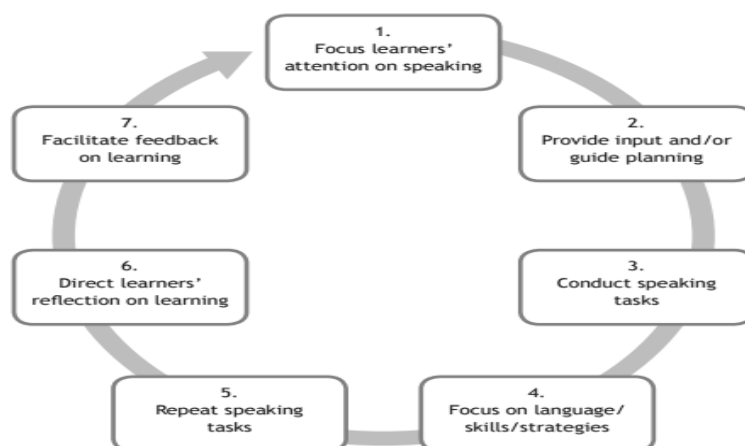 1.
Focus learners’
attention on speaking
2.
Provide input and/or
guide planning
3.
Conduct speaking
tasks
4.
Focus on language/
skills/strategies
5.
Repeat speaking
tasks
6.
Direct learners’
reflection on learning
7.
Facilitate feedback
on learning